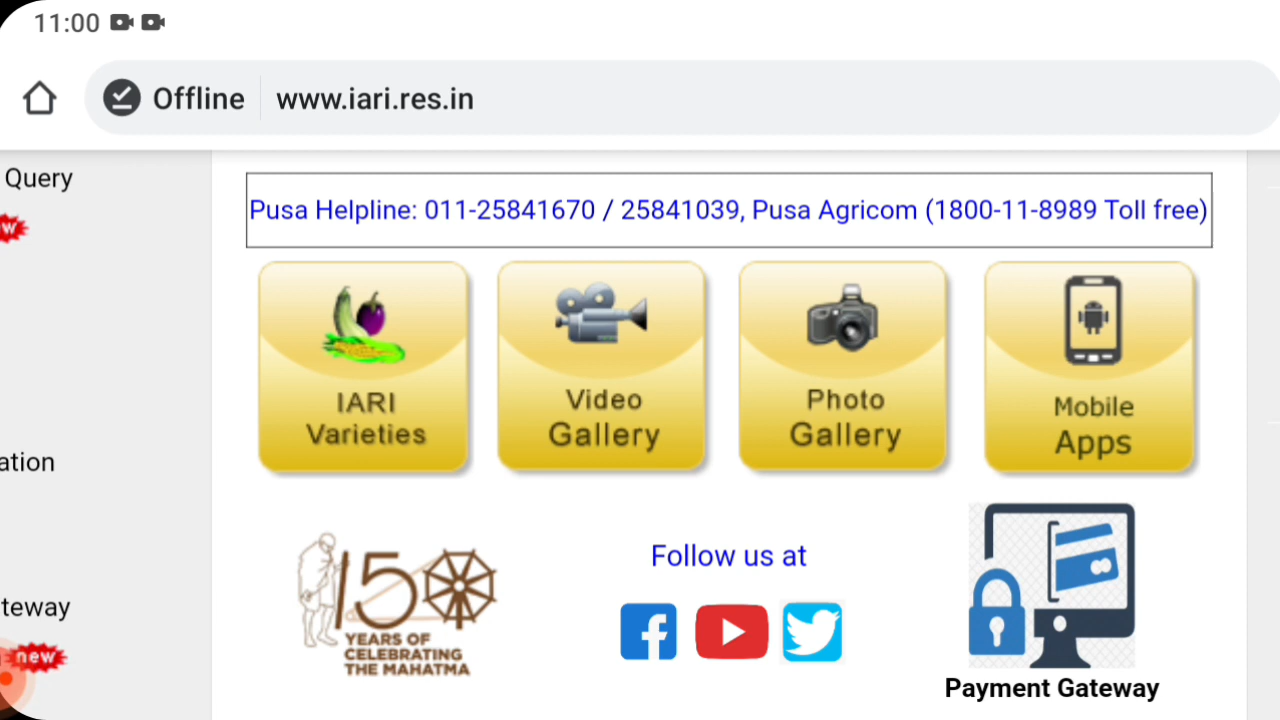 11:00
Offline
www.iari.res.in
Query
Pusa Helpline: 011-25841670 / 25841039, Pusa Agricom (1800-11-8989 Toll free)
IARI
Varieties
Video
Gallery
Photo
Gallery
Mobile
Apps
ation
Follow us at
150
YEARS OF
CELEBRATING
THE MAHATMA
teway
new
Payment Gateway